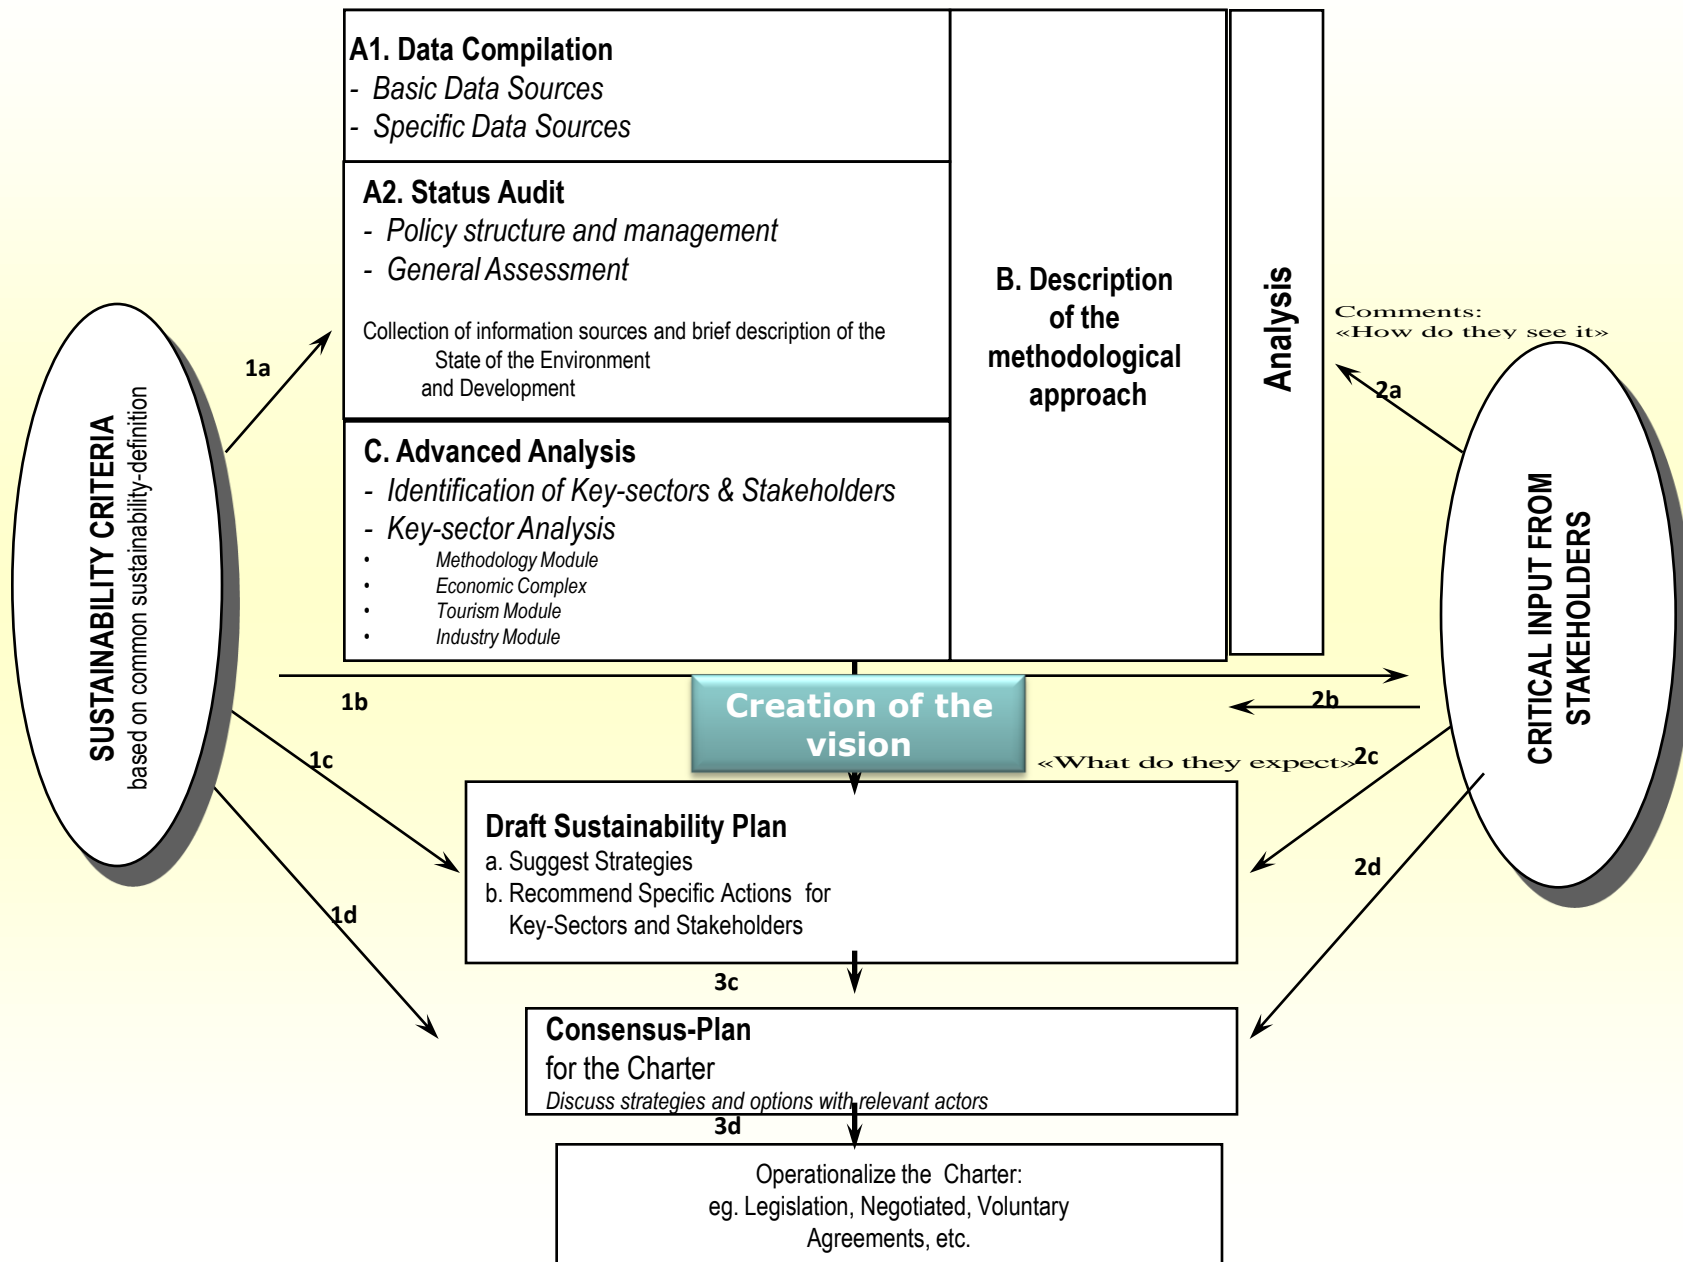 A1. Data Compilation
- Basic Data Sources
- Specific Data Sources
A2. Status Audit
- Policy structure and management
- General Assessment
Collection of information sources and brief description of the
State of the Environment
and Development
C. Advanced Analysis
- Identification of Key-sectors & Stakeholders
- Key-sector Analysis
• Methodology Module
• Economic Complex
• Tourism Module
• Industry Module
B. Description
of the
methodological
approach
Analysis
Comments:
«How do they see it»
SUSTAINABILITY CRITERIA
based on common sustainability-definition
CRITICAL INPUT FROM
STAKEHOLDERS
1a
2a
1b
2b
Creation of the
vision
«What do they expect»
1c
2c
Draft Sustainability Plan
a. Suggest Strategies
b. Recommend Specific Actions for
Key-Sectors and Stakeholders
1d
2d
3c
Consensus-Plan
for the Charter
Discuss strategies and options with relevant actors
3d
Operationalize the Charter:
eg. Legislation, Negotiated, Voluntary
Agreements, etc.